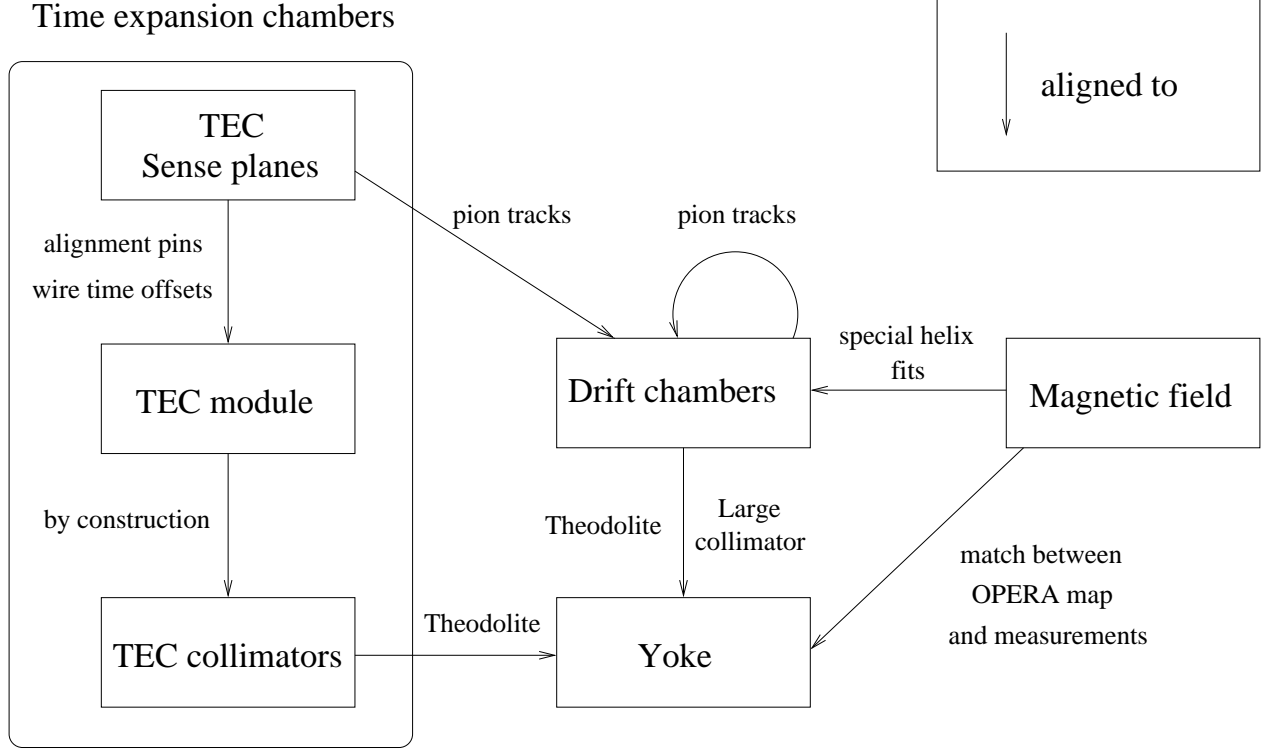 Time expansion chambers
aligned to
TEC
Sense planes
pion tracks
pion tracks
alignment pins
wire time offsets
special helix
fits
TEC module
Drift chambers
Magnetic field
by construction
Theodolite
Large
collimator
match between
OPERA map
and measurements
TEC collimators
Theodolite
Yoke